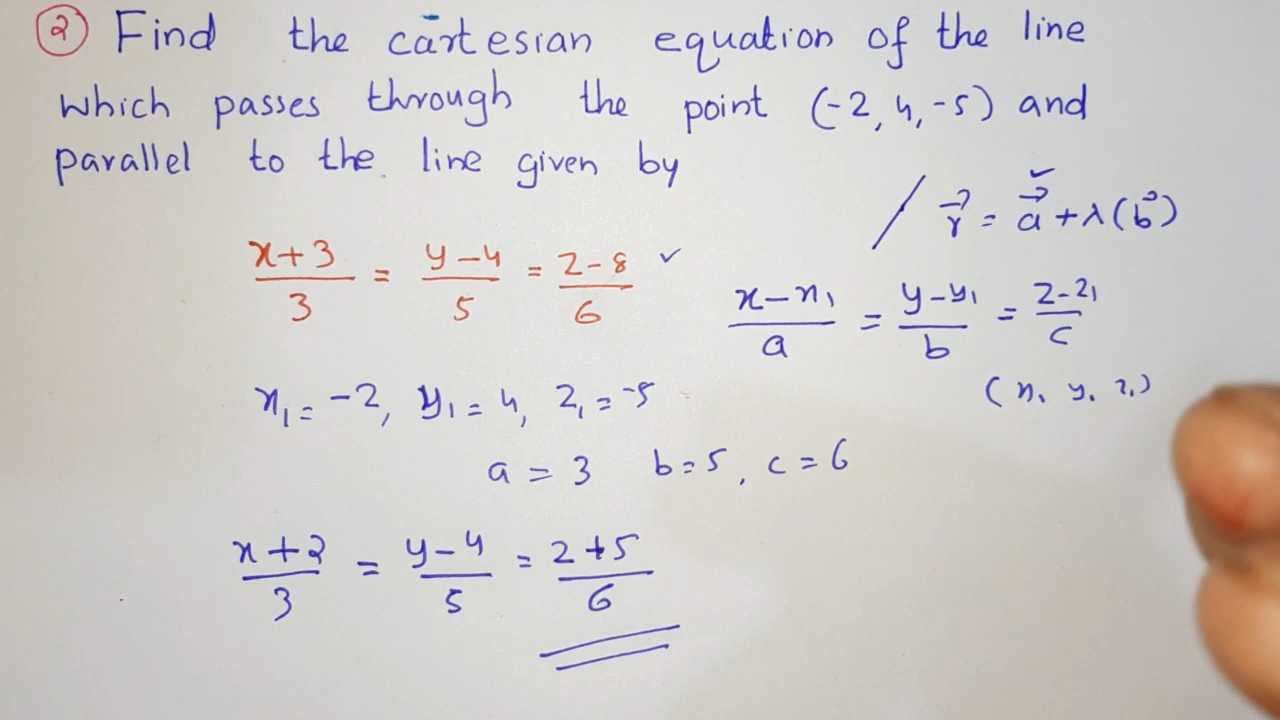 ② Find the cartesian equation of the line
which passes through the point (-2, 4, -5) and
parallel to the line given by
/ r⃗ = a⃗ + λ(b⃗)
(x+3)/3 = (y-4)/5 = (z-8)/6 ✓
(x-x₁)/a = (y-y₁)/b = (z-z₁)/c
(x₁ y₁ z₁)
x₁ = -2, y₁ = 4, z₁ = -5
a = 3 b = 5, c = 6
(x+2)/3 = (y-4)/5 = (z+5)/6